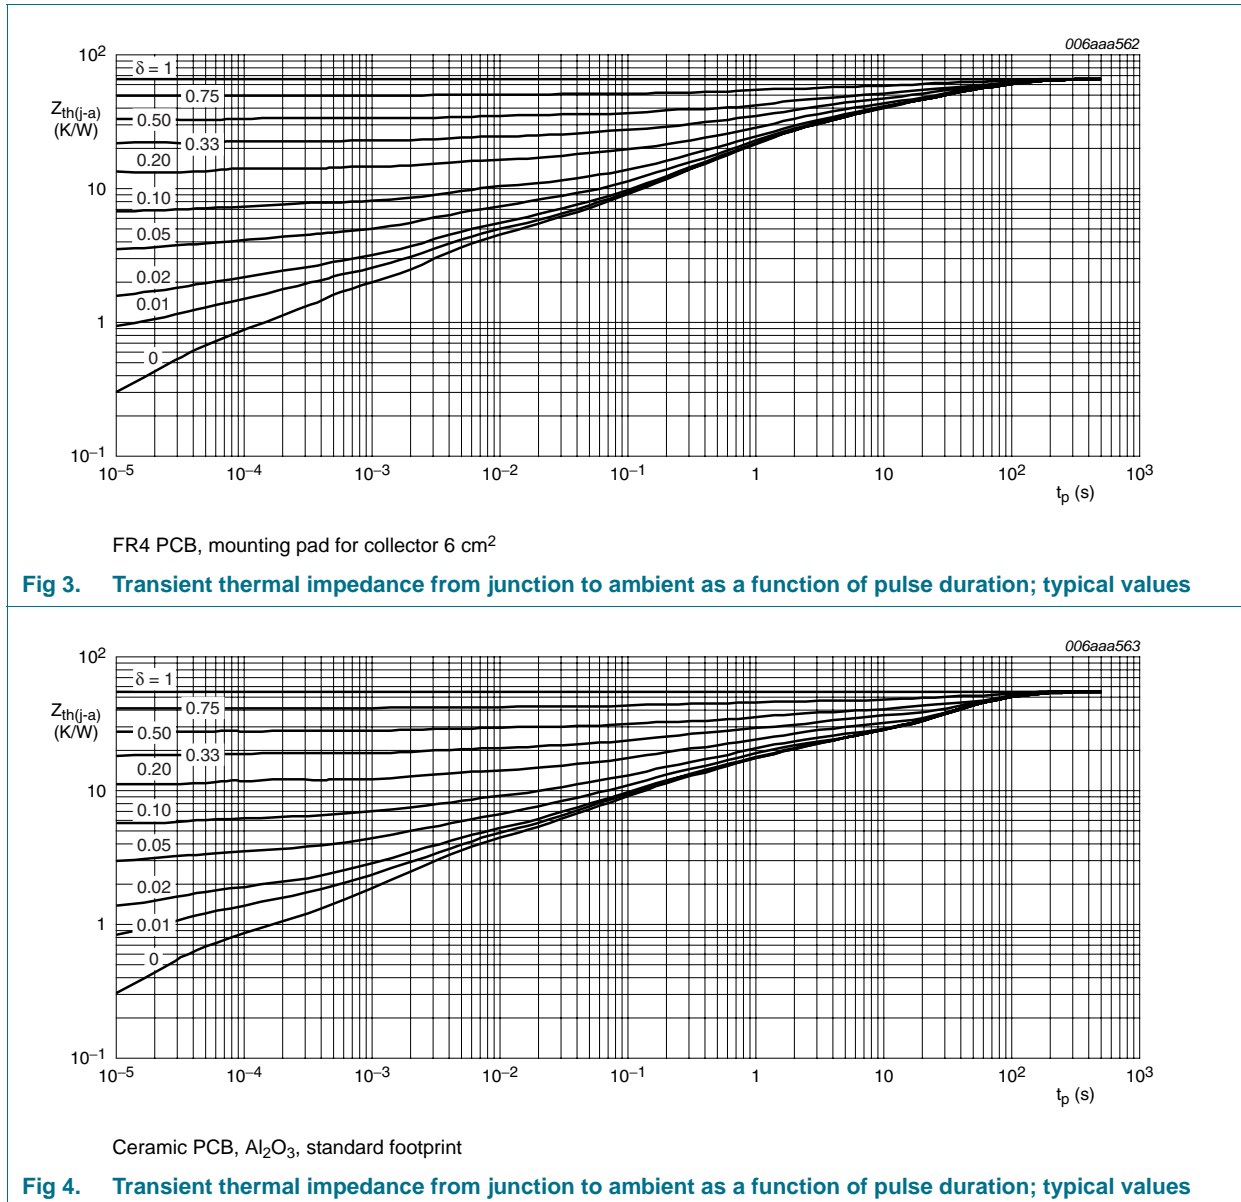 006aaa562
10²
Z_th(j-a)
(K/W)
10
1
10⁻¹
δ = 1
0.75
0.50
0.33
0.20
0.10
0.05
0.02
0.01
0
10⁻⁵ 10⁻⁴ 10⁻³ 10⁻² 10⁻¹ 1 10 10² 10³
t_p (s)
FR4 PCB, mounting pad for collector 6 cm²
Fig 3. Transient thermal impedance from junction to ambient as a function of pulse duration; typical values
006aaa563
10²
Z_th(j-a)
(K/W)
10
1
10⁻¹
δ = 1
0.75
0.50
0.33
0.20
0.10
0.05
0.02
0.01
0
10⁻⁵ 10⁻⁴ 10⁻³ 10⁻² 10⁻¹ 1 10 10² 10³
t_p (s)
Ceramic PCB, Al₂O₃, standard footprint
Fig 4. Transient thermal impedance from junction to ambient as a function of pulse duration; typical values